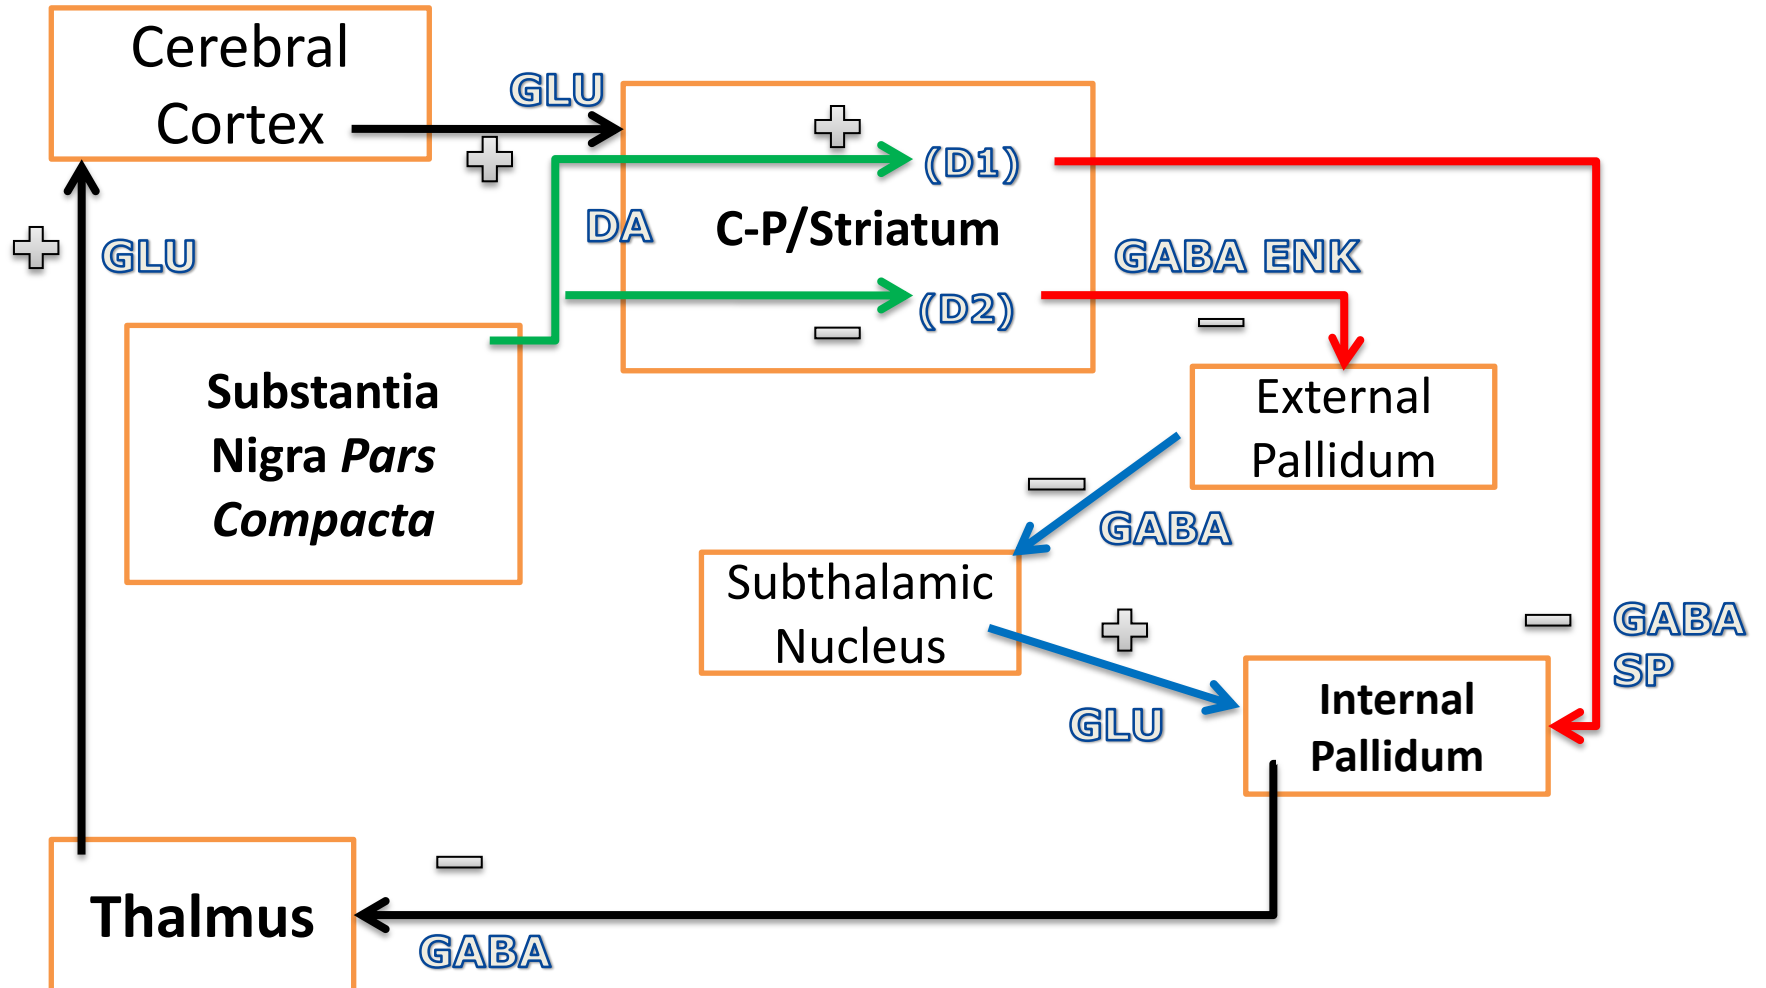 Cerebral
Cortex
GLU
(D1)
DA
C-P/Striatum
GABA ENK
GLU
(D2)
Substantia
Nigra Pars
Compacta
External
Pallidum
GABA
Subthalamic
Nucleus
GABA
SP
GLU
Internal
Pallidum
Thalmus
GABA